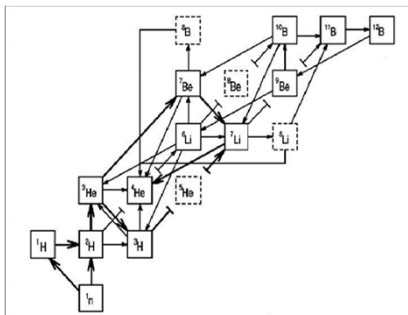 ⁸B ¹⁰B ¹¹B ¹²B
⁷Be ⁸Be ⁹Be
⁶Li ⁷Li ⁸Li
³He ⁴He ⁵He
¹H ²H ³H
¹n